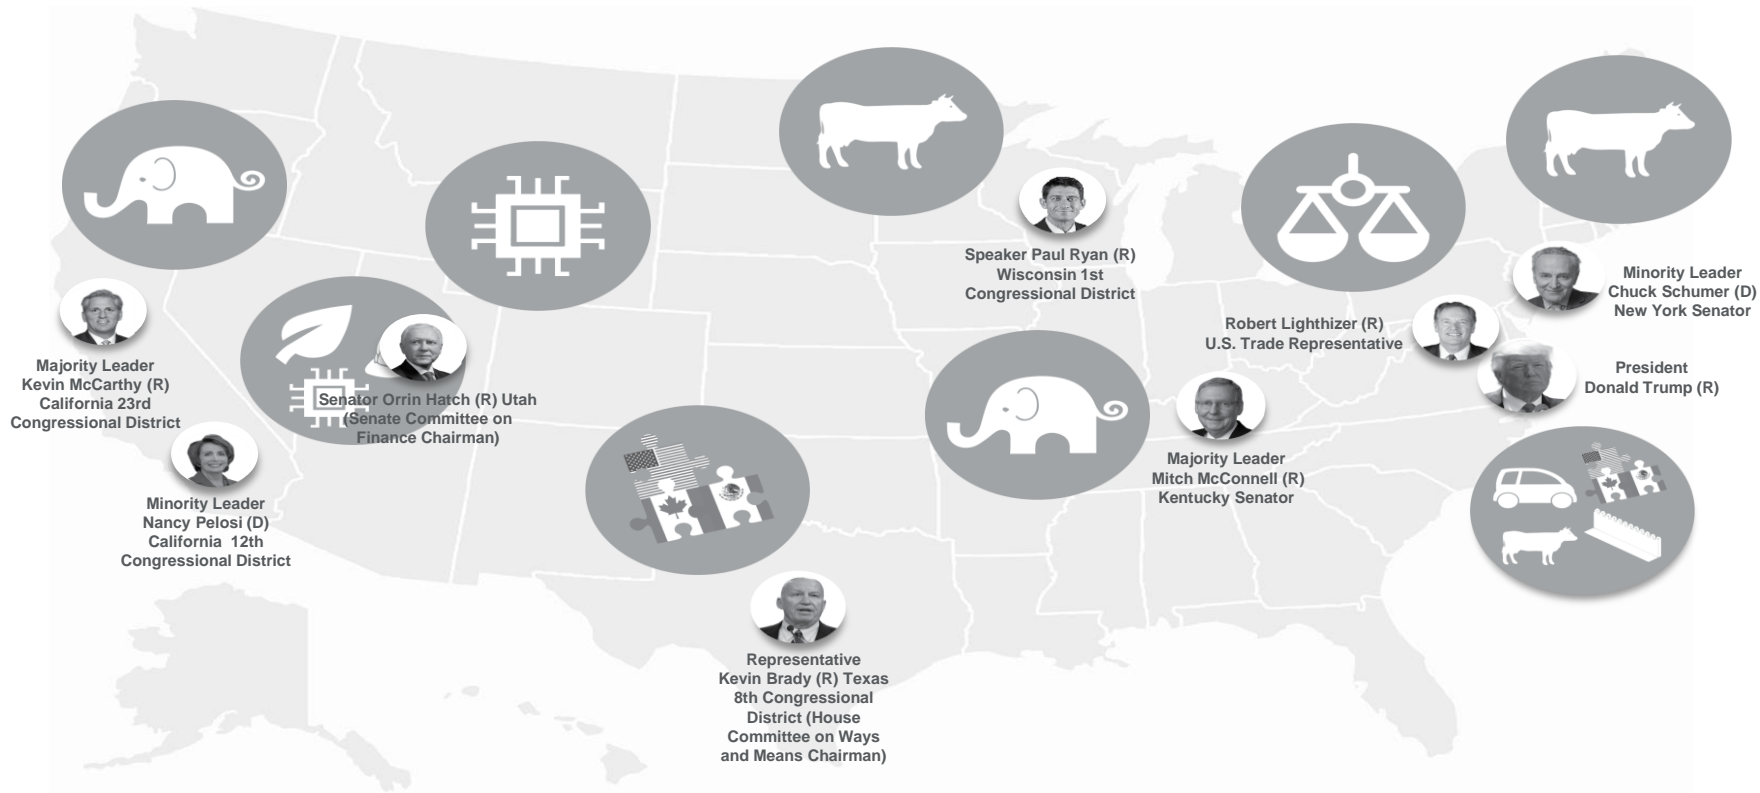 Speaker Paul Ryan (R)
Wisconsin 1st
Congressional District
Minority Leader
Chuck Schumer (D)
New York Senator
Robert Lighthizer (R)
U.S. Trade Representative
President
Donald Trump (R)
Majority Leader
Kevin McCarthy (R)
California 23rd
Congressional District
Senator Orrin Hatch (R) Utah
(Senate Committee on
Finance Chairman)
Minority Leader
Nancy Pelosi (D)
California 12th
Congressional District
Majority Leader
Mitch McConnell (R)
Kentucky Senator
Representative
Kevin Brady (R) Texas
8th Congressional
District (House
Committee on Ways
and Means Chairman)